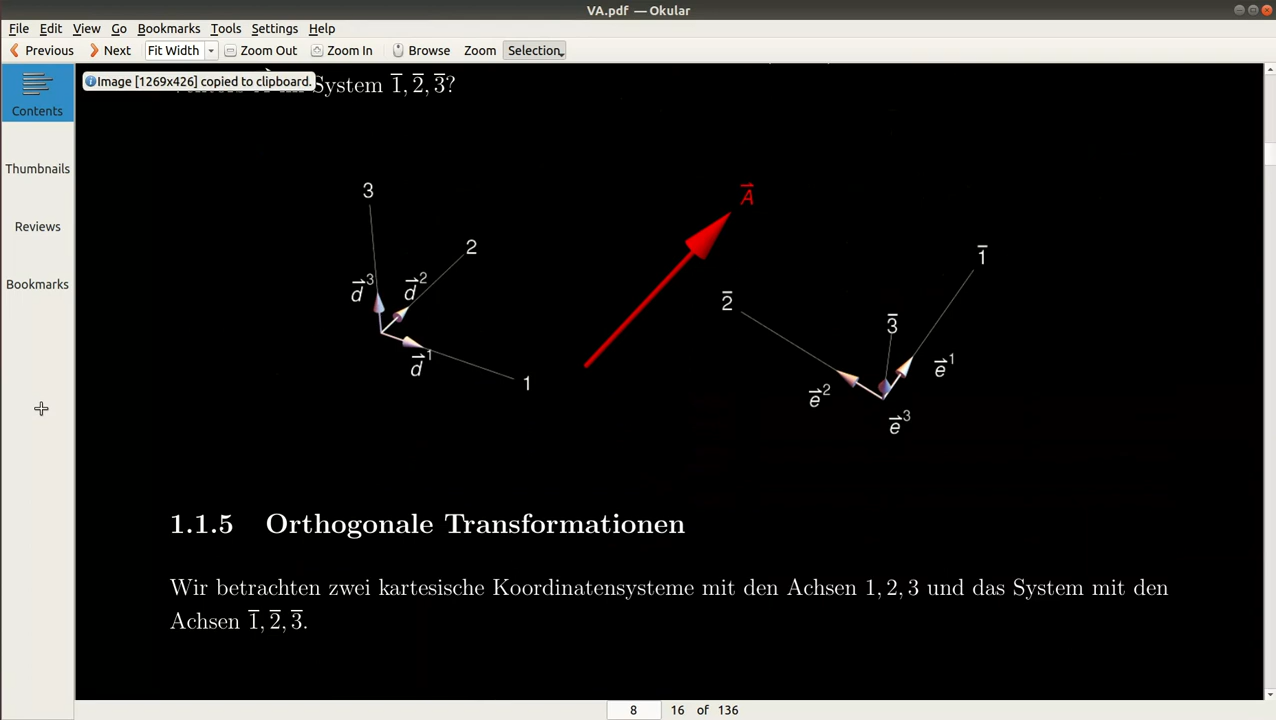 VA.pdf — Okular
File Edit View Go Bookmarks Tools Settings Help
Previous Next Fit Width Zoom Out Zoom In Browse Zoom Selection
Image [1269x426] copied to clipboard.
System 1̅, 2̅, 3̅?
Contents
Thumbnails
Reviews
Bookmarks
3
2
d⃗³
d⃗²
d⃗¹
1
A⃗
1̅
2̅
3̅
e⃗¹
e⃗²
e⃗³
1.1.5 Orthogonale Transformationen
Wir betrachten zwei kartesische Koordinatensysteme mit den Achsen 1, 2, 3 und das System mit den
Achsen 1̅, 2̅, 3̅.
8 16 of 136